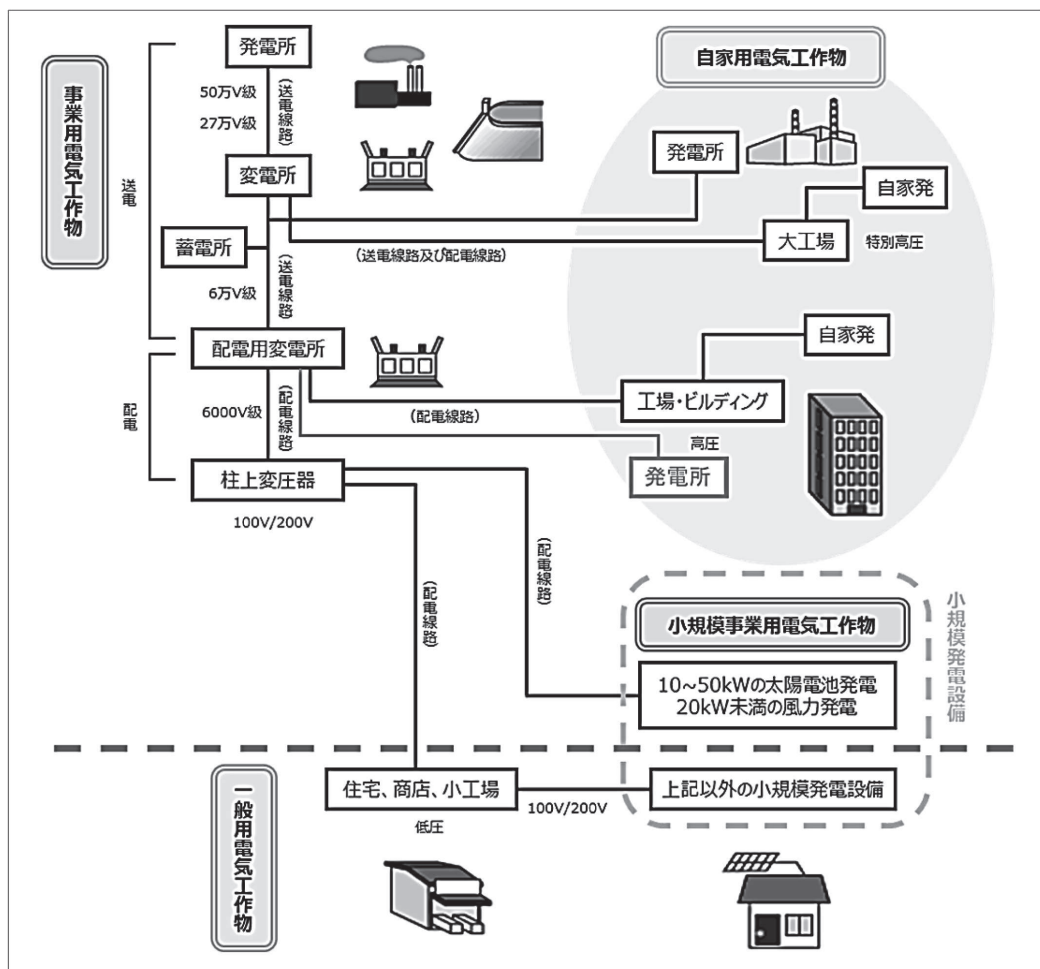 事業用電気工作物
送電
配電
発電所
50万V級
27万V級
(送電線路)
変電所
蓄電所
6万V級
(送電線路)
配電用変電所
6000V級
(配電線路)
柱上変圧器
100V/200V
(送電線路及び配電線路)
(配電線路)
自家用電気工作物
発電所
自家発
大工場
特別高圧
自家発
工場・ビルディング
高圧
発電所
(配電線路)
(配電線路)
小規模発電設備
小規模事業用電気工作物
10~50kWの太陽電池発電
20kW未満の風力発電
一般用電気工作物
住宅、商店、小工場
低圧
100V/200V
上記以外の小規模発電設備